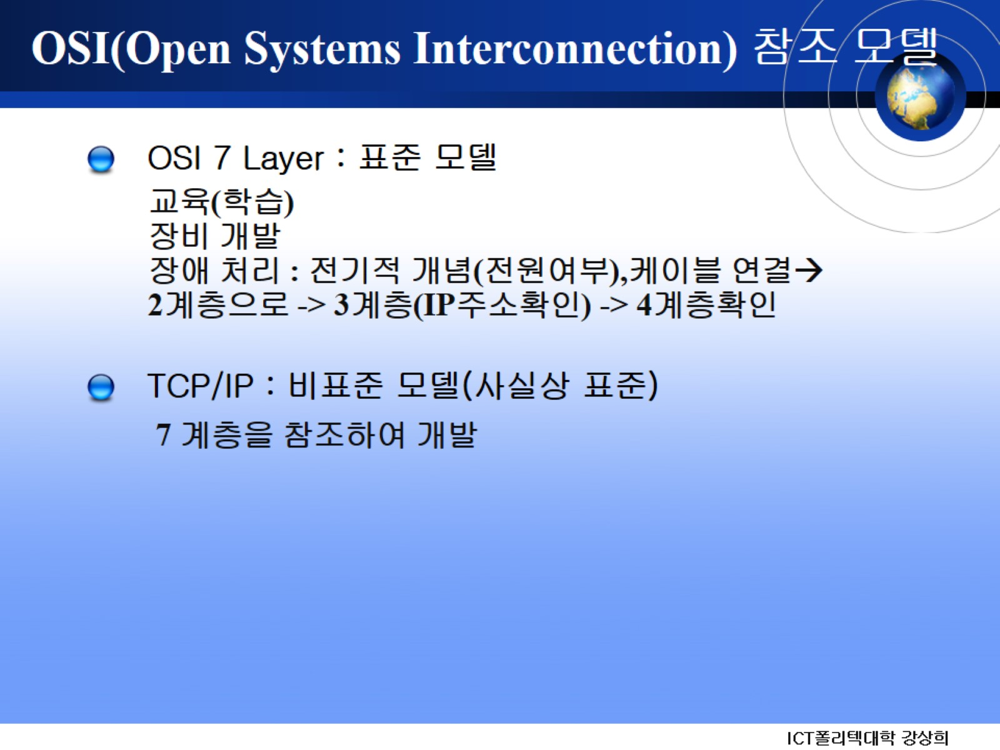 OSI(Open Systems Interconnection) 참조 모델
OSI 7 Layer : 표준 모델
교육(학습)
장비 개발
장애 처리 : 전기적 개념(전원여부),케이블 연결→
2계층으로 -> 3계층(IP주소확인) -> 4계층확인
TCP/IP : 비표준 모델(사실상 표준)
7 계층을 참조하여 개발
ICT폴리텍대학 강상희